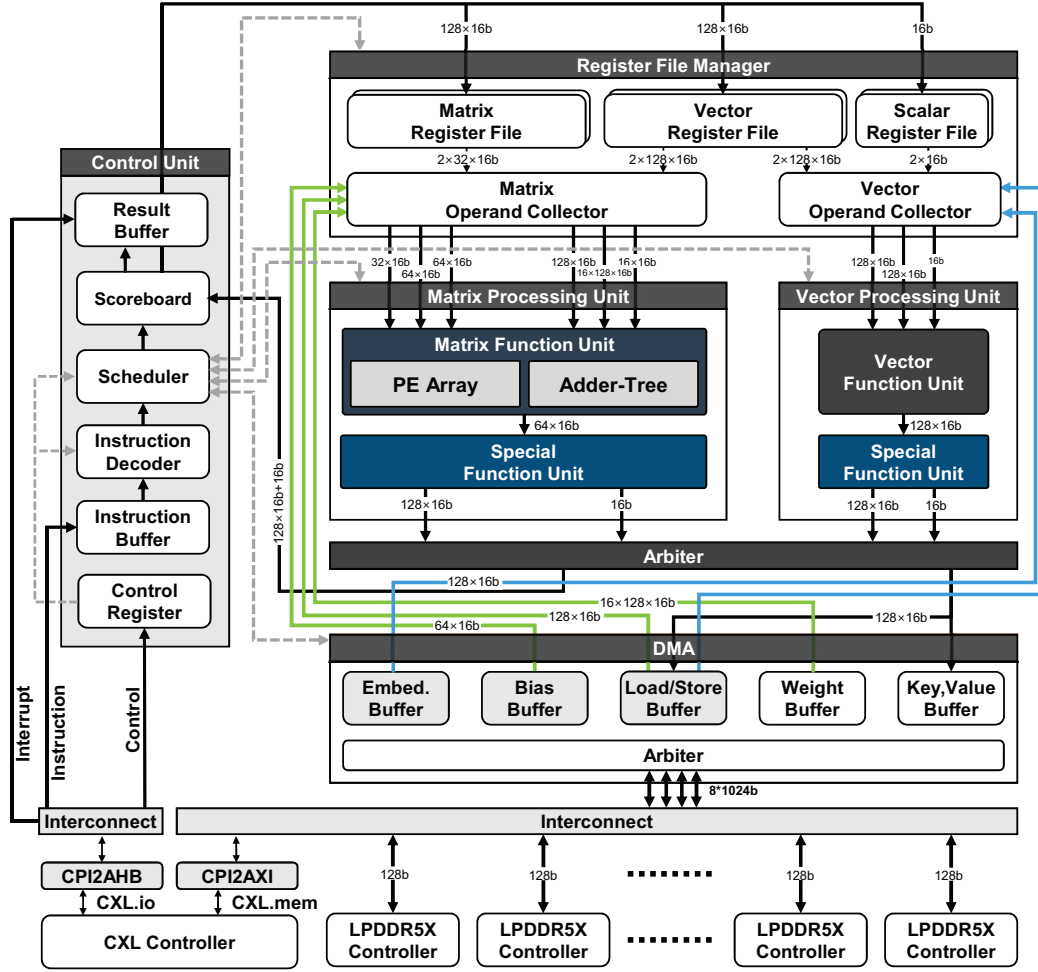 128×16b
128×16b
16b
Register File Manager
Matrix
Register File
Vector
Register File
Scalar
Register File
2×32×16b
2×128×16b
2×128×16b
2×16b
Matrix
Operand Collector
Vector
Operand Collector
Control Unit
Result
Buffer
Scoreboard
Scheduler
Instruction
Decoder
Instruction
Buffer
Control
Register
32×16b
64×16b
64×16b
128×16b
16×128×16b
16×16b
128×16b
128×16b
16b
Matrix Processing Unit
Vector Processing Unit
Matrix Function Unit
PE Array
Adder-Tree
Vector
Function Unit
64×16b
128×16b
Special
Function Unit
Special
Function Unit
128×16b+16b
128×16b
16b
128×16b
16b
Arbiter
128×16b
16×128×16b
128×16b
128×16b
64×16b
DMA
Embed.
Buffer
Bias
Buffer
Load/Store
Buffer
Weight
Buffer
Key,Value
Buffer
Arbiter
8*1024b
Interrupt
Instruction
Control
Interconnect
Interconnect
CPI2AHB
CPI2AXI
CXL.io
CXL.mem
CXL Controller
128b
128b
128b
128b
LPDDR5X
Controller
LPDDR5X
Controller
LPDDR5X
Controller
LPDDR5X
Controller